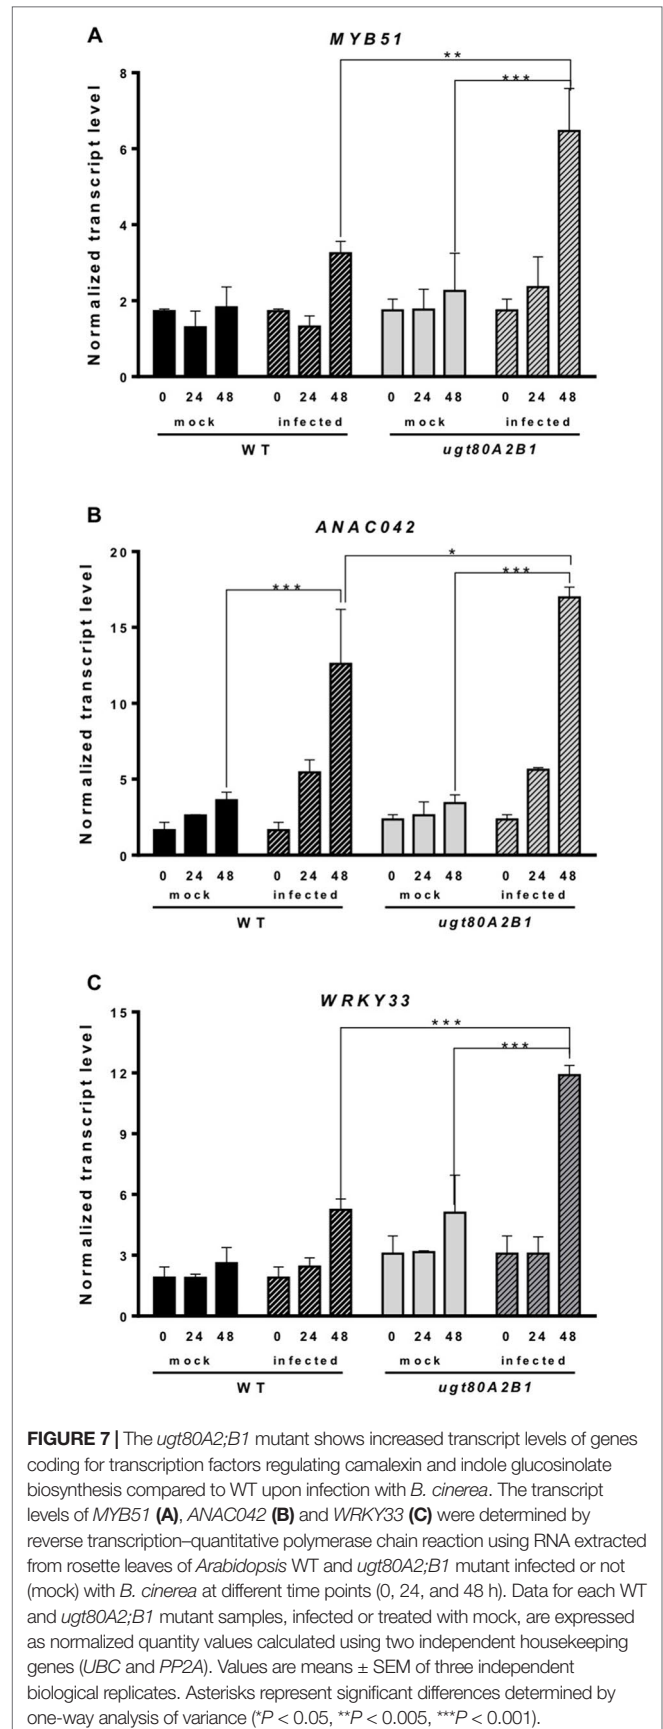 A
MYB51
Normalized transcript level
8
6
4
2
0
** 
***
0 24 48 0 24 48 0 24 48 0 24 48
mock infected mock infected
WT ugt80A2B1
B
ANAC042
Normalized transcript level
20
15
10
5
0
*
*** ***
0 24 48 0 24 48 0 24 48 0 24 48
mock infected mock infected
WT ugt80A2B1
C
WRKY33
Normalized transcript level
15
12
9
6
3
0
***
***
0 24 48 0 24 48 0 24 48 0 24 48
mock infected mock infected
WT ugt80A2B1
FIGURE 7 | The ugt80A2;B1 mutant shows increased transcript levels of genes
coding for transcription factors regulating camalexin and indole glucosinolate
biosynthesis compared to WT upon infection with B. cinerea. The transcript
levels of MYB51 (A), ANAC042 (B) and WRKY33 (C) were determined by
reverse transcription–quantitative polymerase chain reaction using RNA extracted
from rosette leaves of Arabidopsis WT and ugt80A2;B1 mutant infected or not
(mock) with B. cinerea at different time points (0, 24, and 48 h). Data for each WT
and ugt80A2;B1 mutant samples, infected or treated with mock, are expressed
as normalized quantity values calculated using two independent housekeeping
genes (UBC and PP2A). Values are means ± SEM of three independent
biological replicates. Asterisks represent significant differences determined by
one-way analysis of variance (*P < 0.05, **P < 0.005, ***P < 0.001).